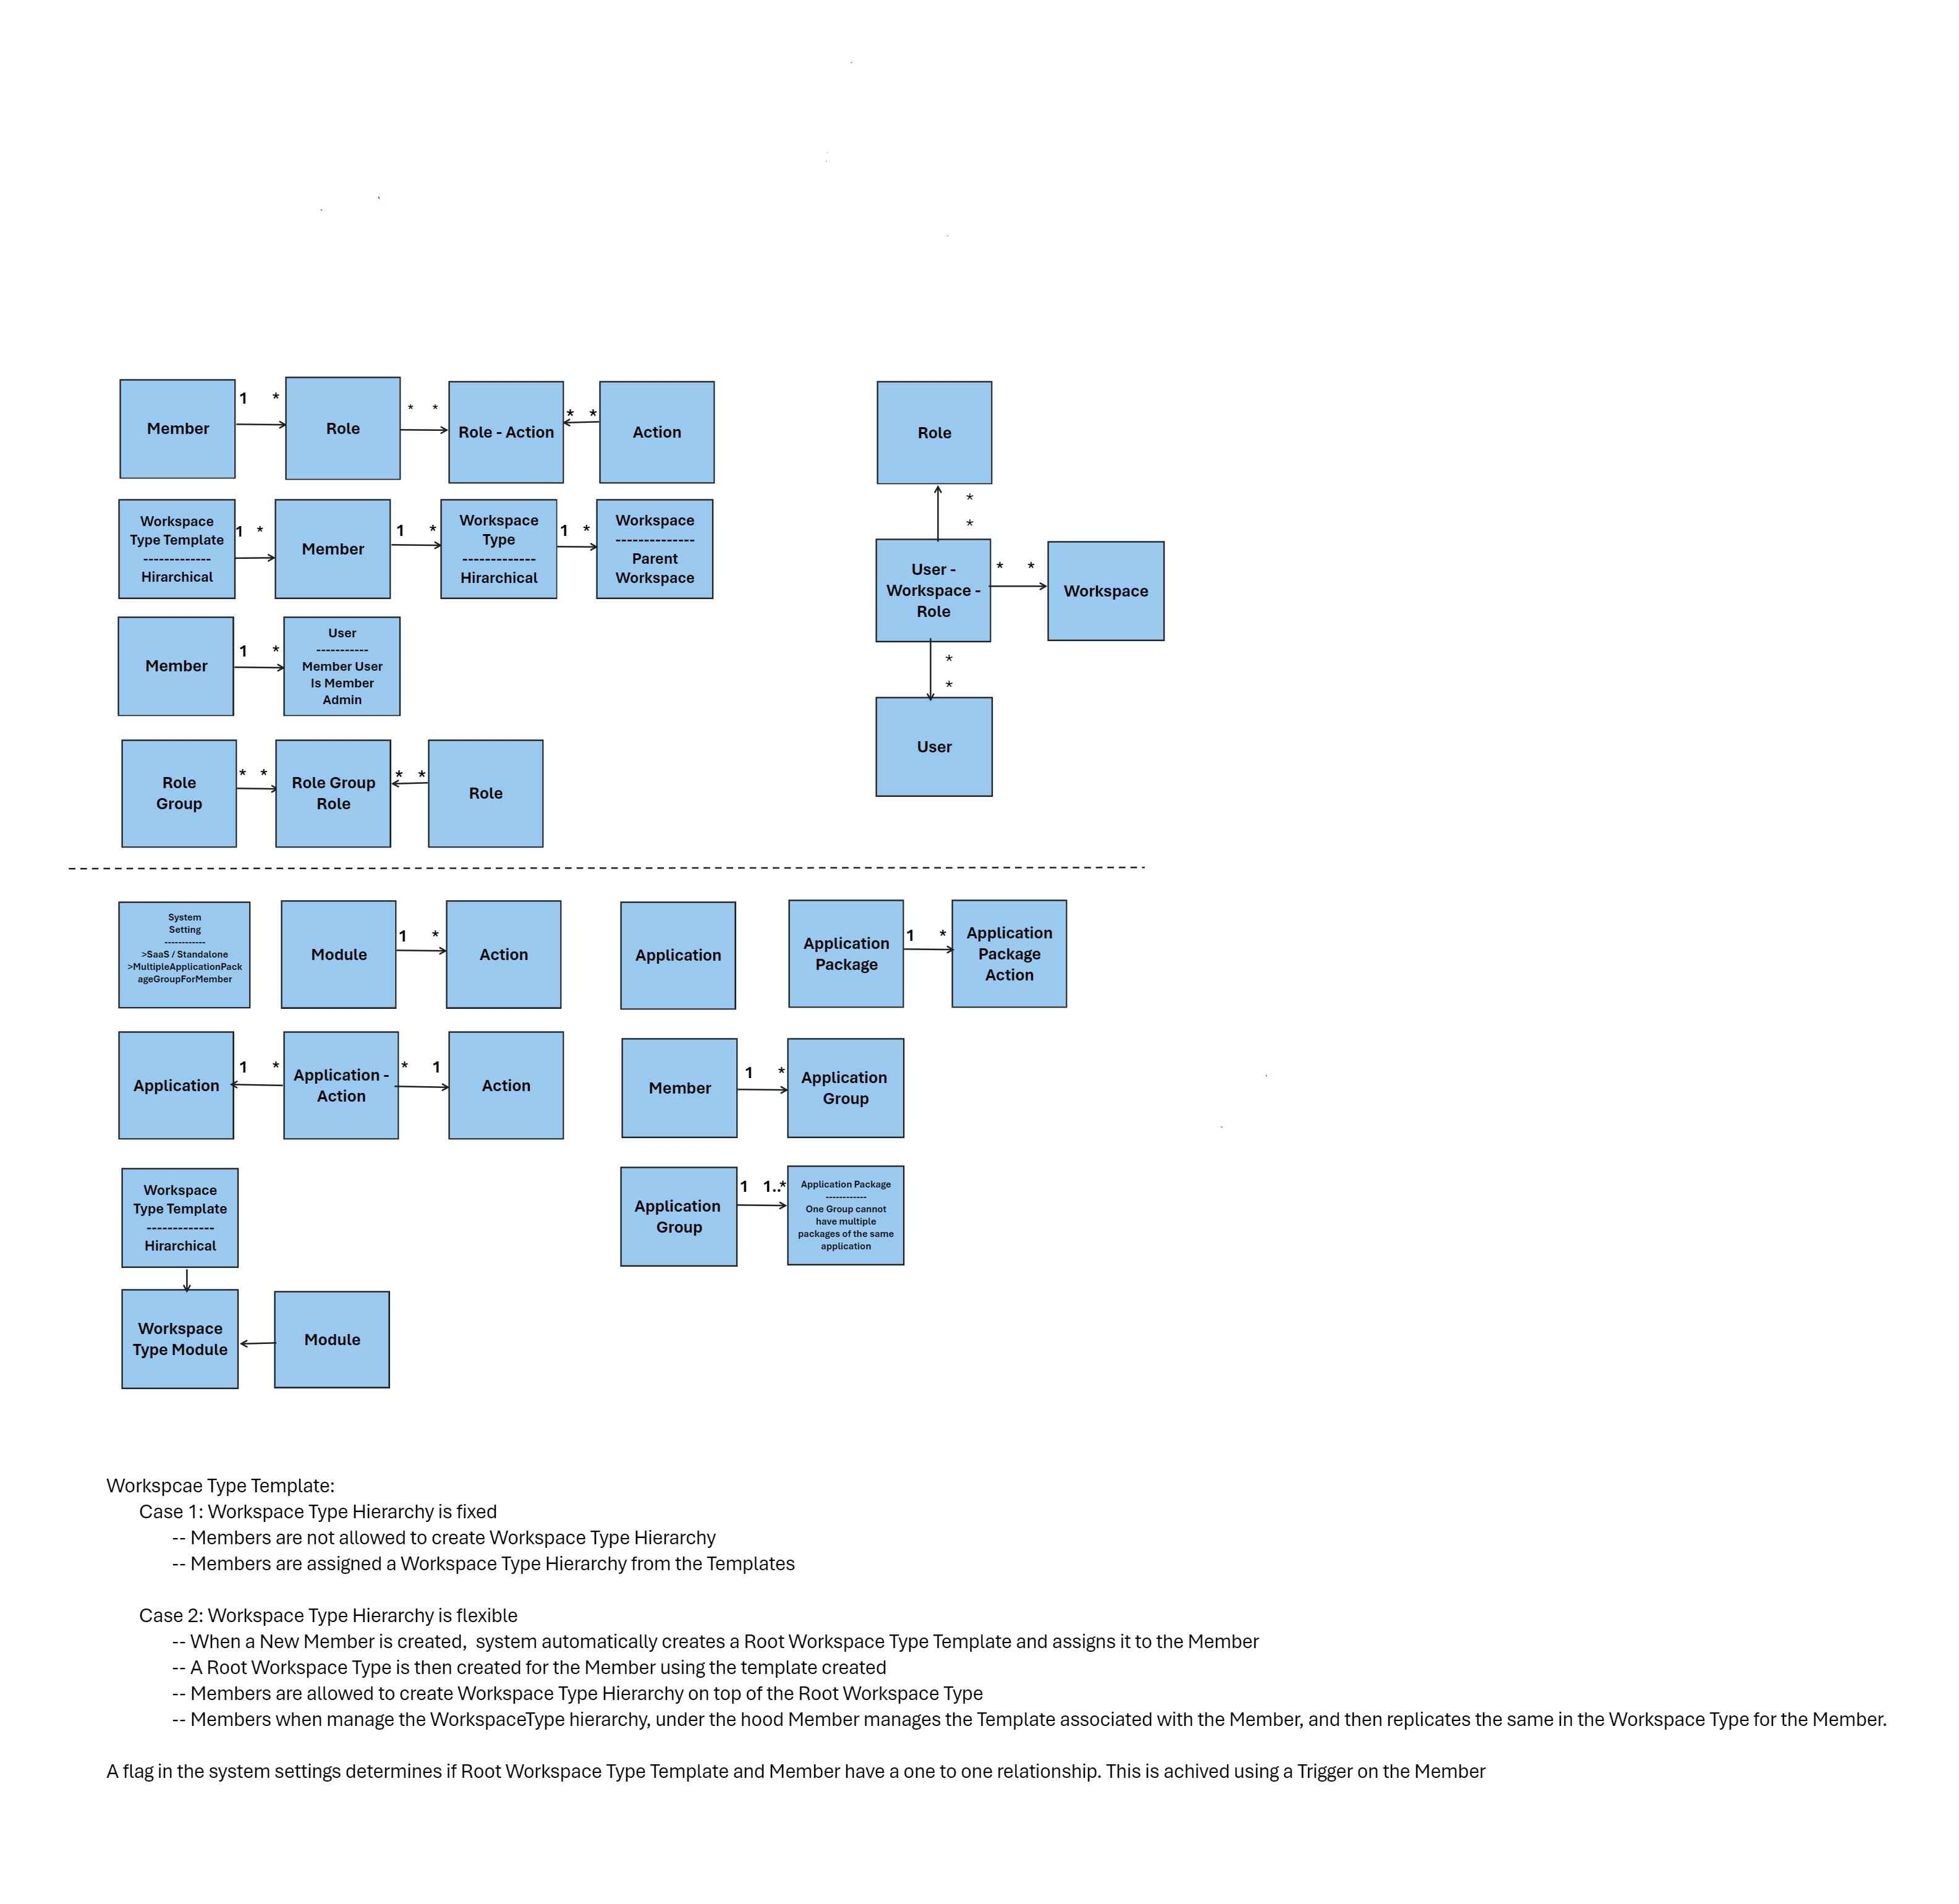 Member
1 *
Role
* *
Role - Action
* *
Action
Workspace
Type Template
-------------
Hirarchical
1 *
Member
1 *
Workspace
Type
--------------
Hirarchical
1 *
Workspace
---------------
Parent
Workspace
Member
1 *
User
-----------
Member User
Is Member
Admin
Role
Group
* *
Role Group
Role
* *
Role
Role
*
*
User -
Workspace -
Role
* *
Workspace
*
*
User
System
Setting
------------
>SaaS / Standalone
>MultipleApplicationPack
ageGroupForMember
Module
1 *
Action
Application
Application
Package
1 *
Application
Package
Action
Application
1 *
Application -
Action
* 1
Action
Member
1 *
Application
Group
Workspace
Type Template
-------------
Hirarchical
Application
Group
1 1..*
Application Package
------------
One Group cannot
have multiple
packages of the same
application
Workspace
Type Module
Module
Workspcae Type Template:
Case 1: Workspace Type Hierarchy is fixed
-- Members are not allowed to create Workspace Type Hierarchy
-- Members are assigned a Workspace Type Hierarchy from the Templates
Case 2: Workspace Type Hierarchy is flexible
-- When a New Member is created,  system automatically creates a Root Workspace Type Template and assigns it to the Member
-- A Root Workspace Type is then created for the Member using the template created
-- Members are allowed to create Workspace Type Hierarchy on top of the Root Workspace Type
-- Members when manage the WorkspaceType hierarchy, under the hood Member manages the Template associated with the Member, and then replicates the same in the Workspace Type for the Member.
A flag in the system settings determines if Root Workspace Type Template and Member have a one to one relationship. This is achived using a Trigger on the Member